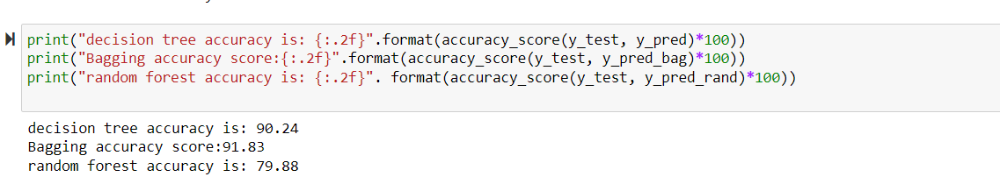 print("decision tree accuracy is: {:.2f}".format(accuracy_score(y_test, y_pred)*100))
print("Bagging accuracy score:{:.2f}".format(accuracy_score(y_test, y_pred_bag)*100))
print("random forest accuracy is: {:.2f}". format(accuracy_score(y_test, y_pred_rand)*100))
decision tree accuracy is: 90.24
Bagging accuracy score:91.83
random forest accuracy is: 79.88